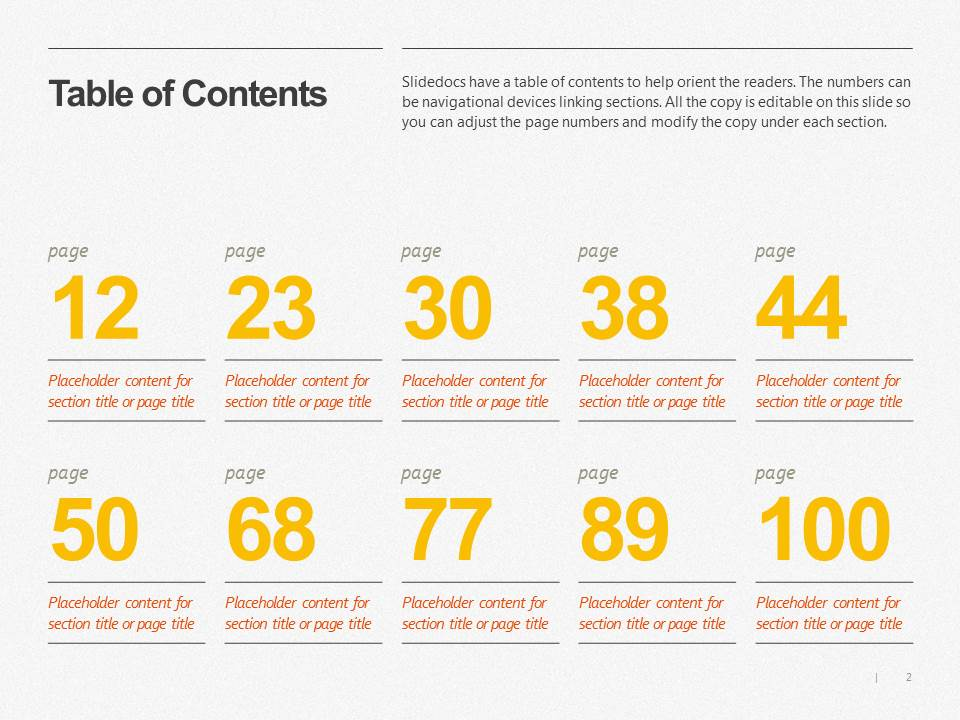 Table of Contents
Slidedocs have a table of contents to help orient the readers. The numbers can
be navigational devices linking sections. All the copy is editable on this slide so
you can adjust the page numbers and modify the copy under each section.
page page page page page
12 23 30 38 44
Placeholder content for Placeholder content for Placeholder content for Placeholder content for Placeholder content for
section title or page title section title or page title section title or page title section title or page title section title or page title
page page page page page
50 68 77 89 100
Placeholder content for Placeholder content for Placeholder content for Placeholder content for Placeholder content for
section title or page title section title or page title section title or page title section title or page title section title or page title
| 2